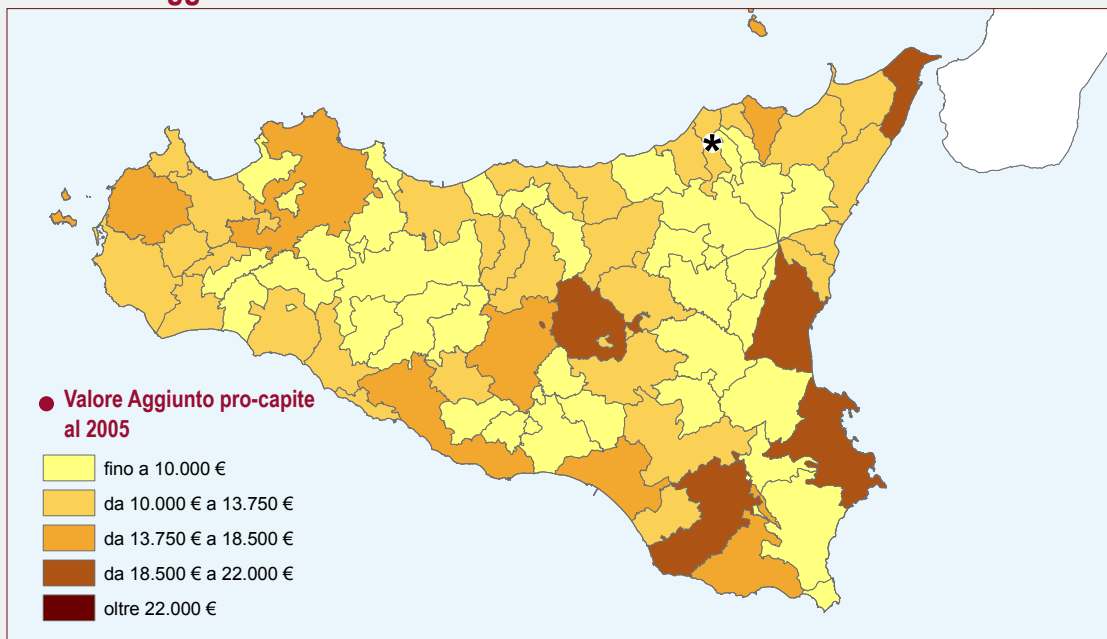 Valore Aggiunto pro-capite
al 2005
fino a 10.000 €
da 10.000 € a 13.750 €
da 13.750 € a 18.500 €
da 18.500 € a 22.000 €
oltre 22.000 €
*